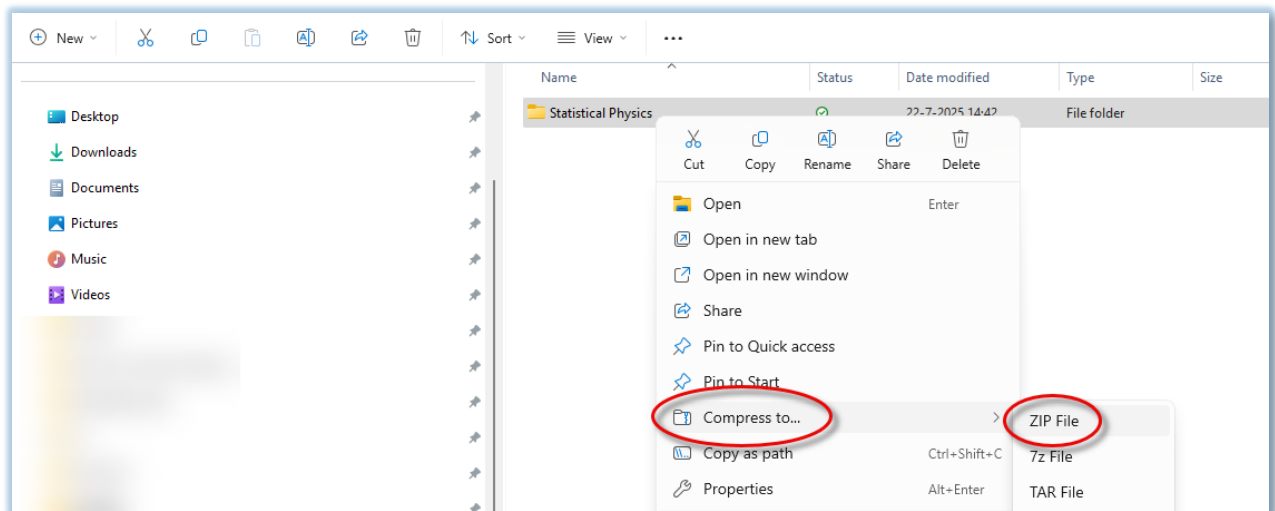 New
Sort
View
Name Status Date modified Type Size
Desktop
Downloads
Documents
Pictures
Music
Videos
Statistical Physics 22-7-2025 14:42 File folder
Cut Copy Rename Share Delete
Open Enter
Open in new tab
Open in new window
Share
Pin to Quick access
Pin to Start
Compress to...
Copy as path Ctrl+Shift+C
Properties Alt+Enter
ZIP File
7z File
TAR File